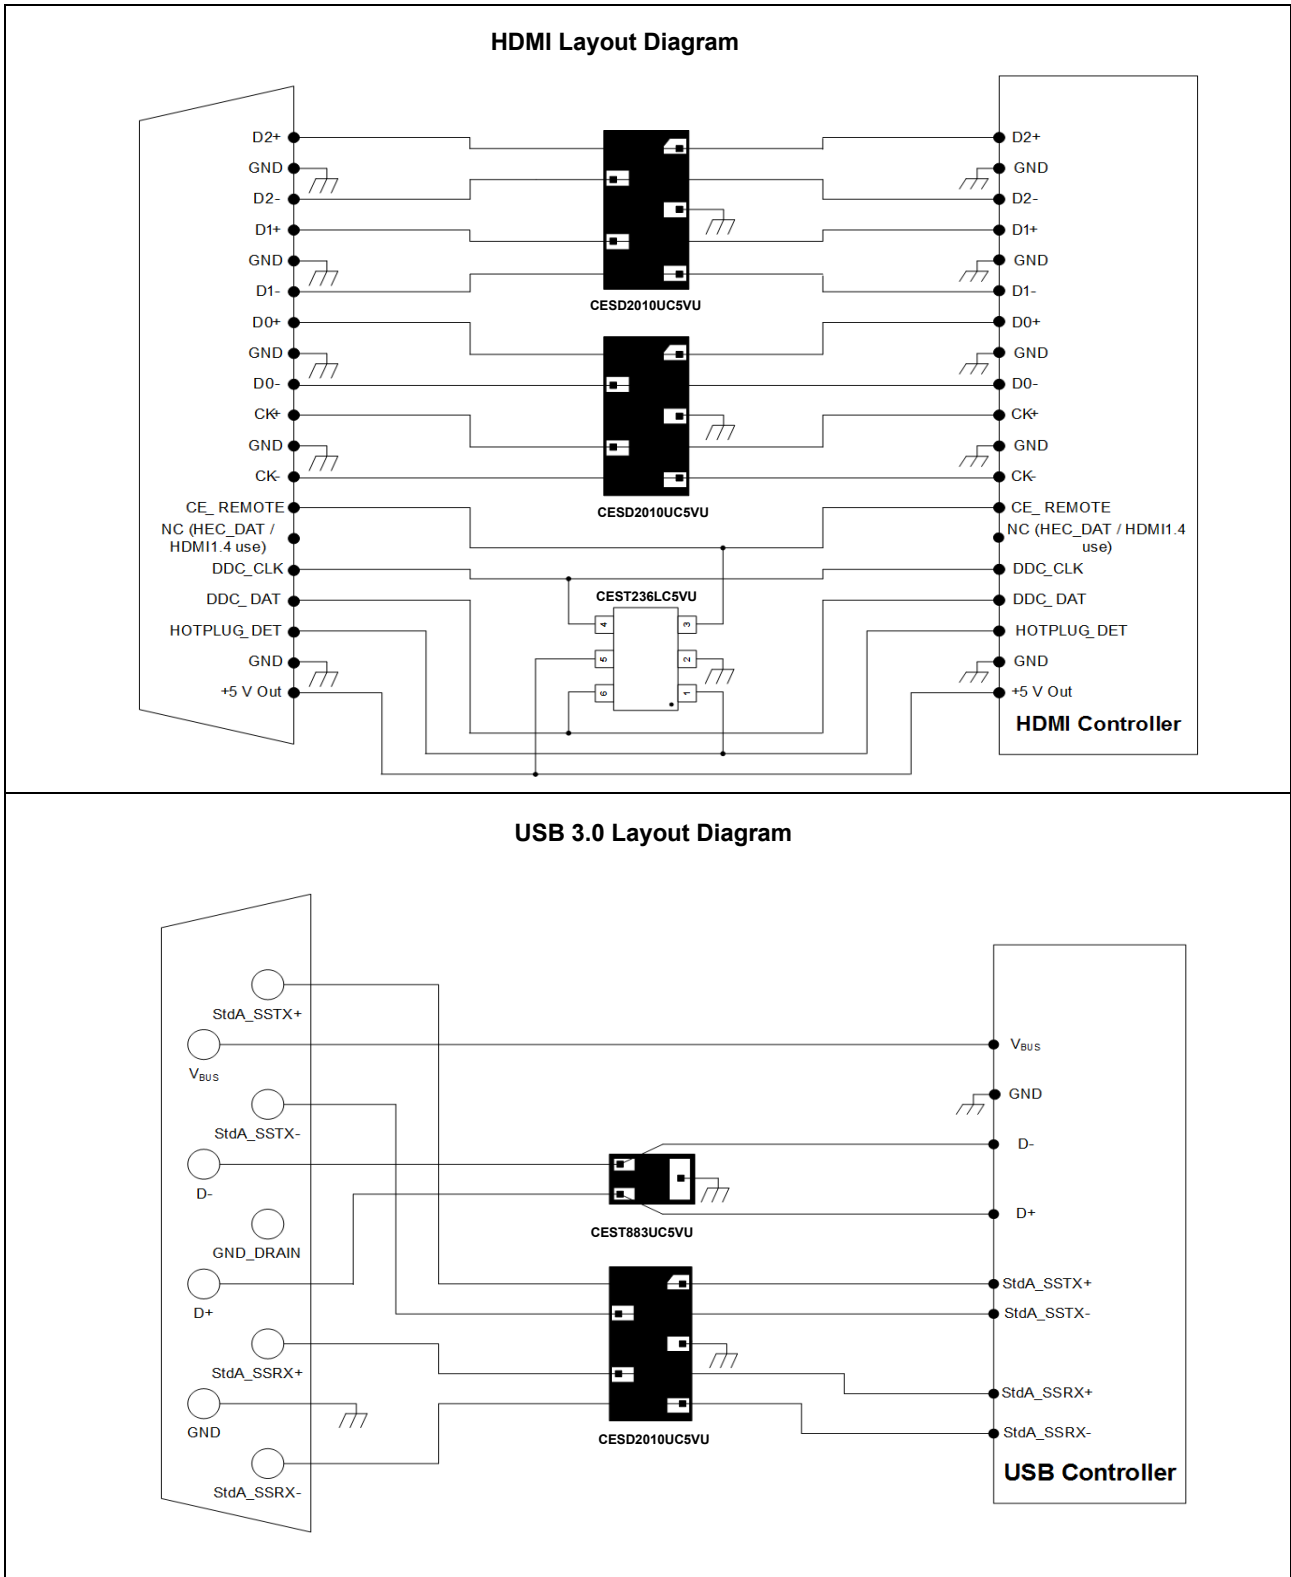 HDMI Layout Diagram
D2+
D2+
GND
GND
D2-
D2-
D1+
D1+
GND
GND
D1-
D1-
CESD2010UC5VU
D0+
D0+
GND
GND
D0-
D0-
CK+
CK+
GND
GND
CK-
CK-
CESD2010UC5VU
CE_ REMOTE
CE_ REMOTE
NC (HEC_DAT /
HDMI1.4 use)
NC (HEC_DAT / HDMI1.4
use)
DDC_CLK
DDC_CLK
CEST236LC5VU
DDC_ DAT
DDC_ DAT
4
3
HOTPLUG_DET
HOTPLUG_DET
5
2
GND
GND
6
1
+5 V Out
+5 V Out
HDMI Controller
USB 3.0 Layout Diagram
StdA_SSTX+
VBUS
VBUS
GND
StdA_SSTX-
D-
D-
D+
CEST883UC5VU
GND_DRAIN
D+
StdA_SSTX+
StdA_SSTX-
StdA_SSRX+
StdA_SSRX+
GND
StdA_SSRX-
CESD2010UC5VU
USB Controller
StdA_SSRX-